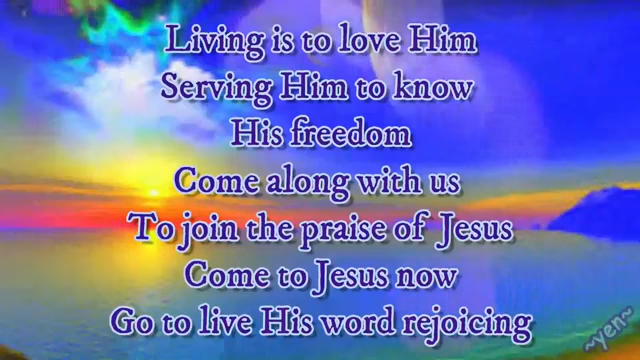 Living is to love Him
Serving Him to know
His freedom
Come along with us
To join the praise of Jesus
Come to Jesus now
Go to live His word rejoicing
~yen~